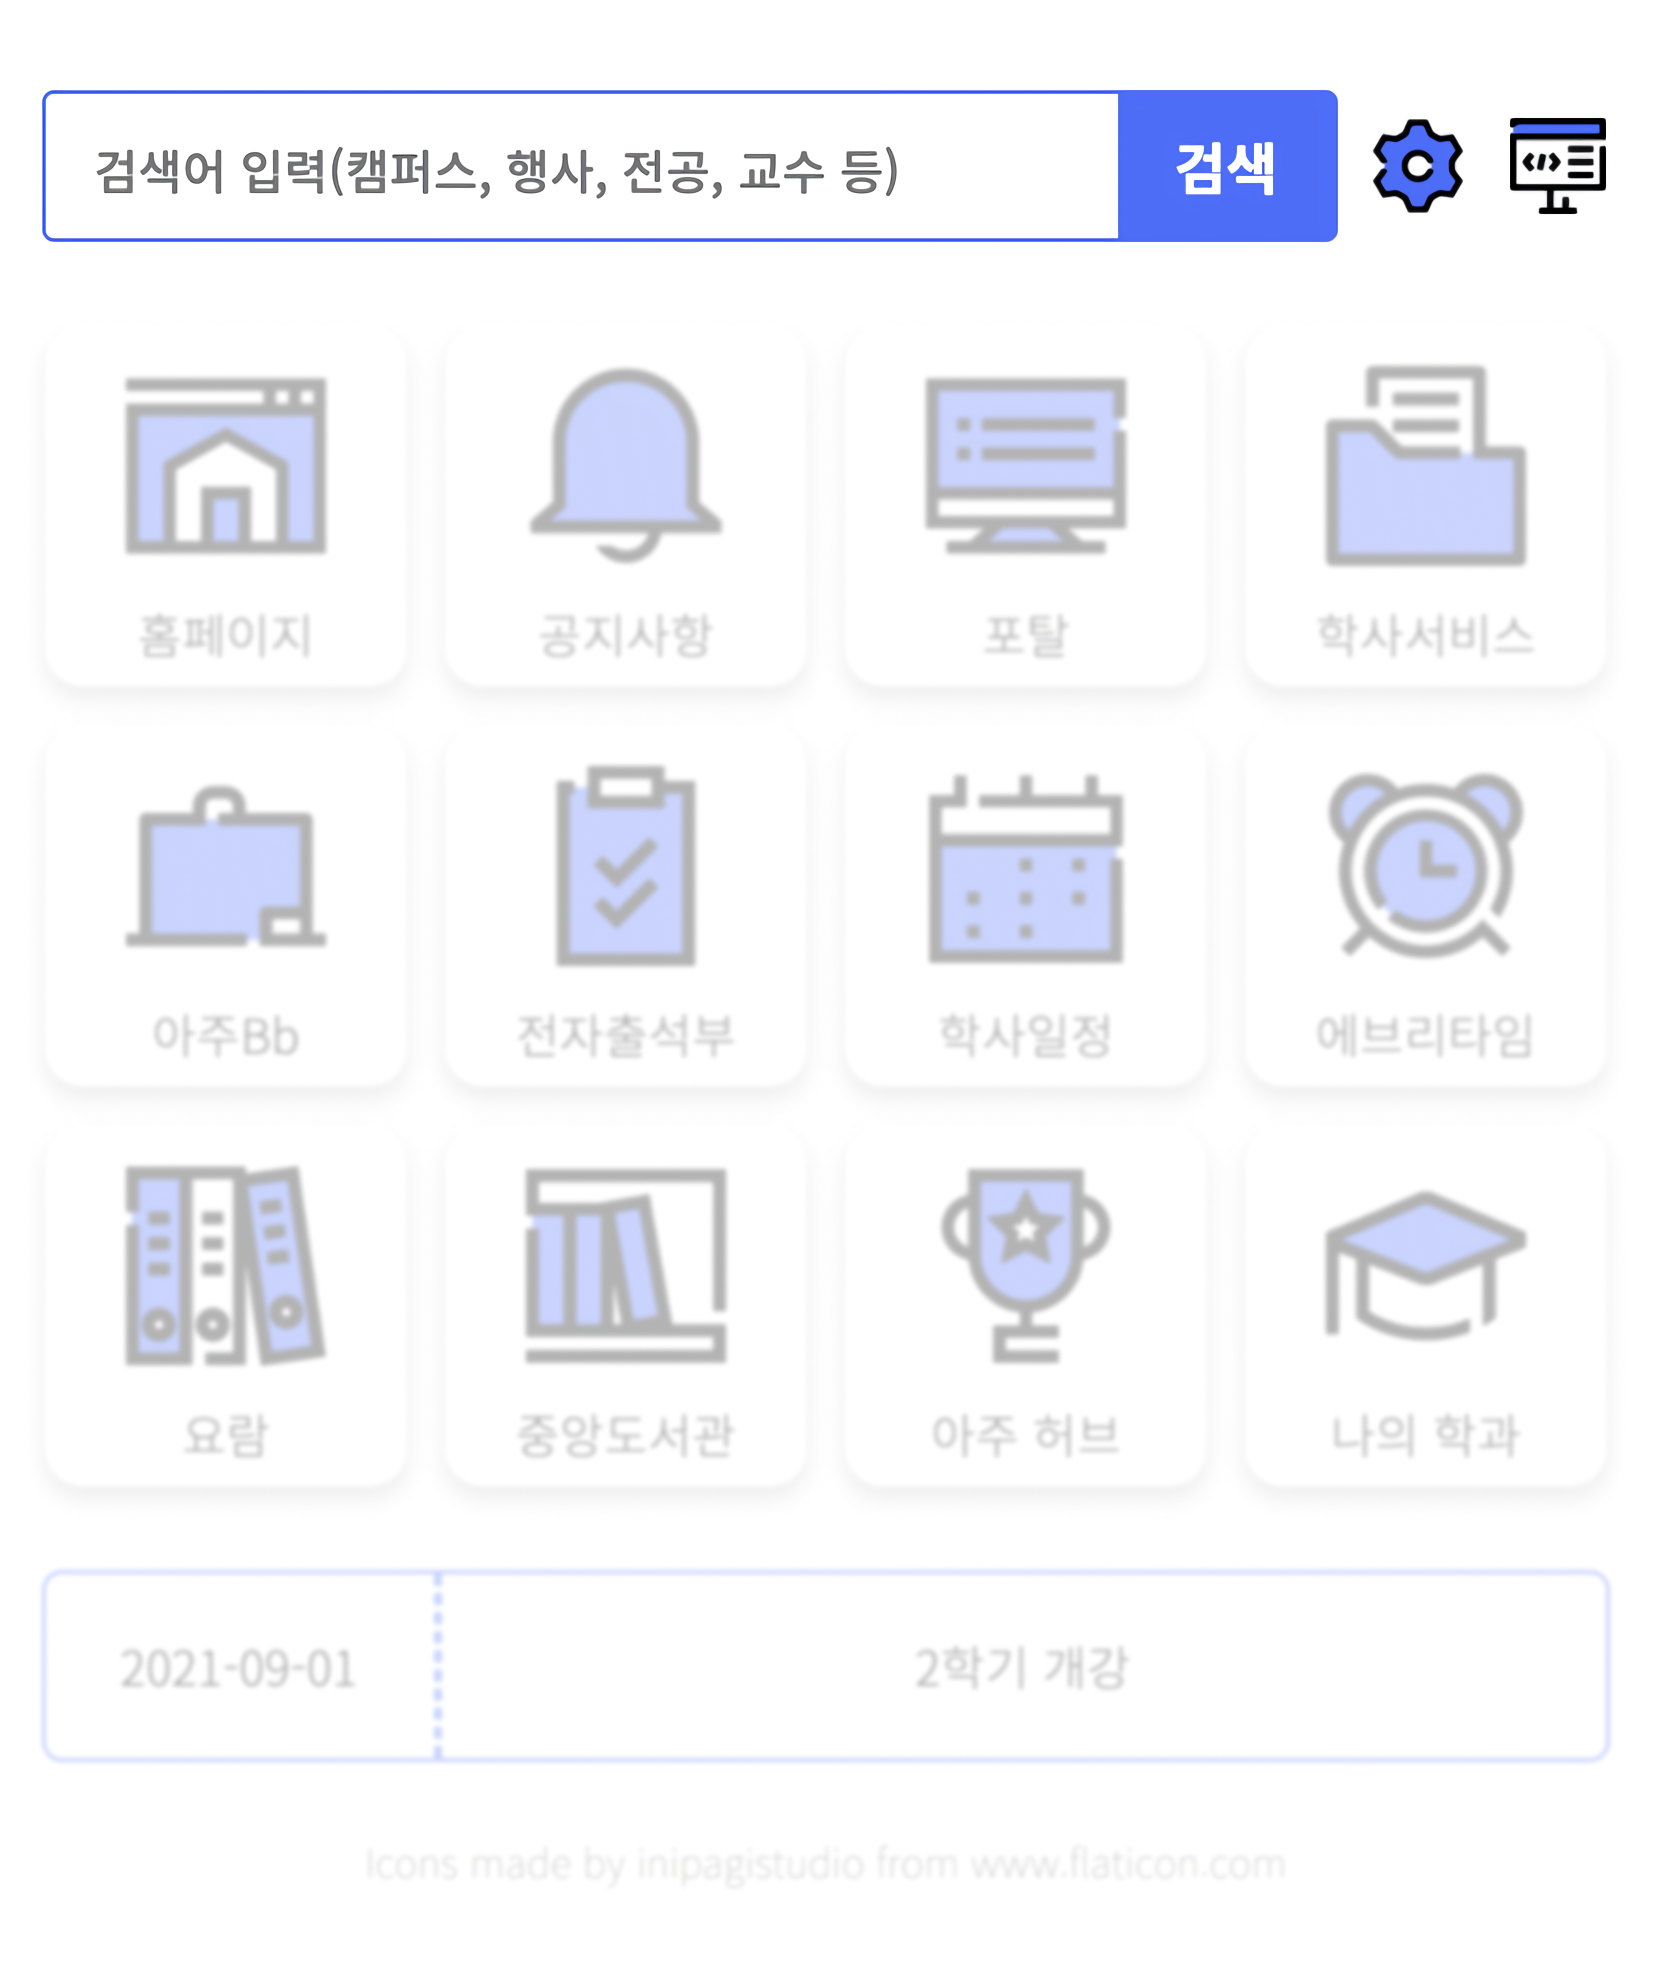 검색어 입력(캠퍼스, 행사, 전공, 교수 등)
검색
</>
홈페이지
공지사항
포탈
학사서비스
아주Bb
전자출석부
학사일정
에브리타임
요람
중앙도서관
아주 허브
나의 학과
2021-09-01
2학기 개강
Icons made by inipagistudio from www.flaticon.com